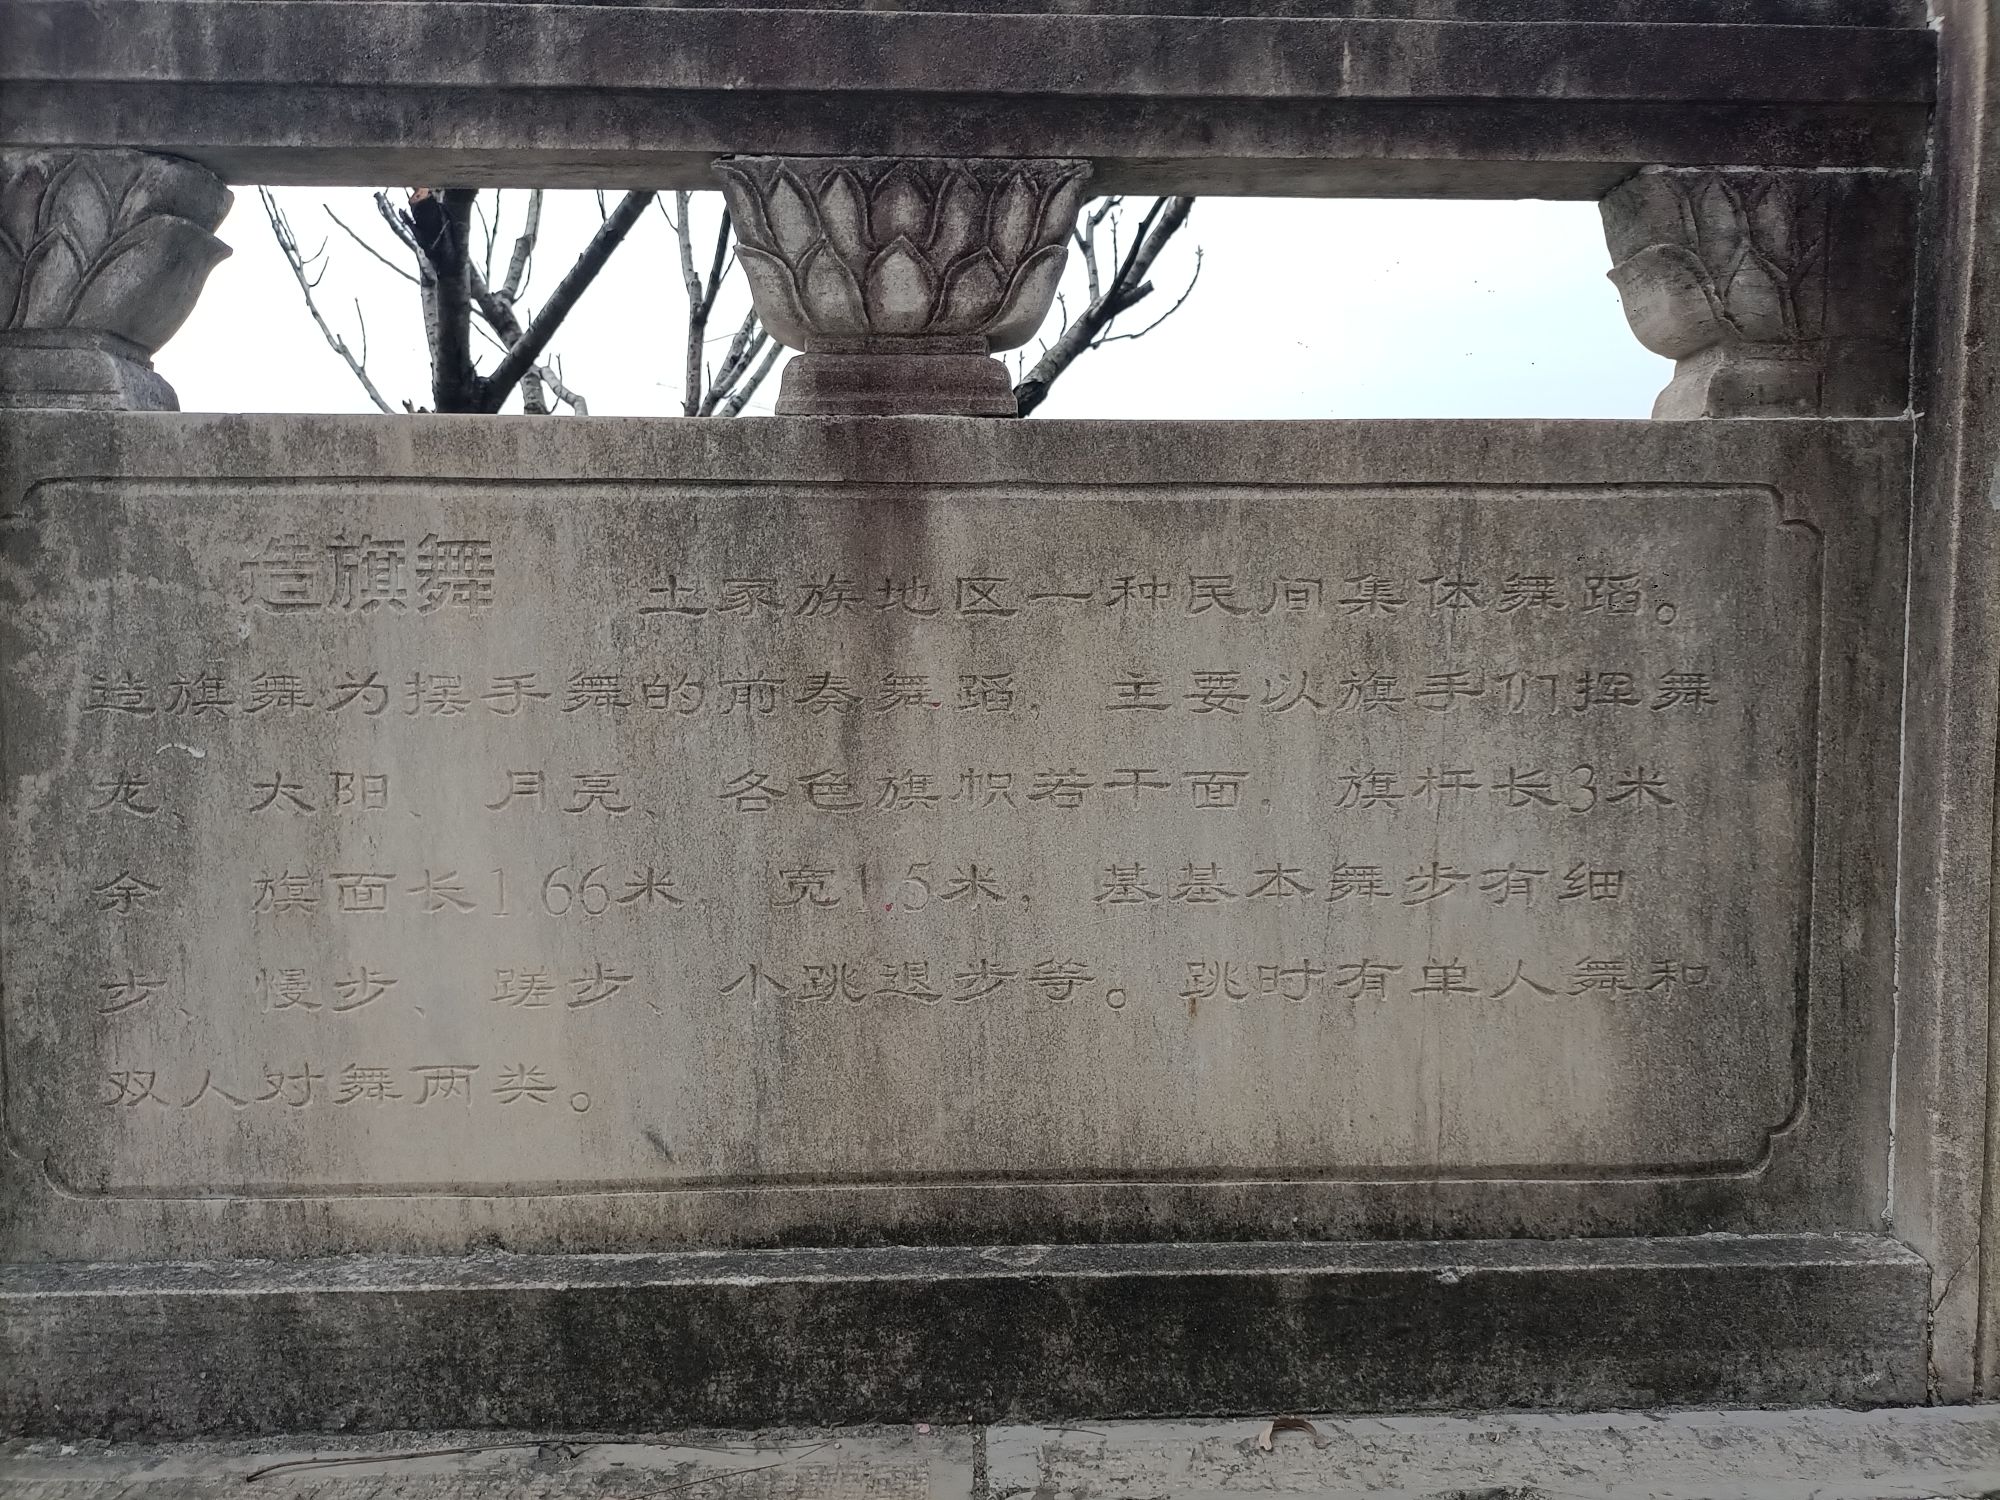 造旗舞 土家族地区一种民间集体舞蹈。
造旗舞为摆手舞的前奏舞蹈，主要以旗手们挥舞
龙、大阳、月亮、各色旗帜若干面，旗杆长3米
余，旗面长1.66米，宽1.5米，基基本舞步有细
步、慢步、蹉步、小跳退步等。跳时有单人舞和
双人对舞两类。